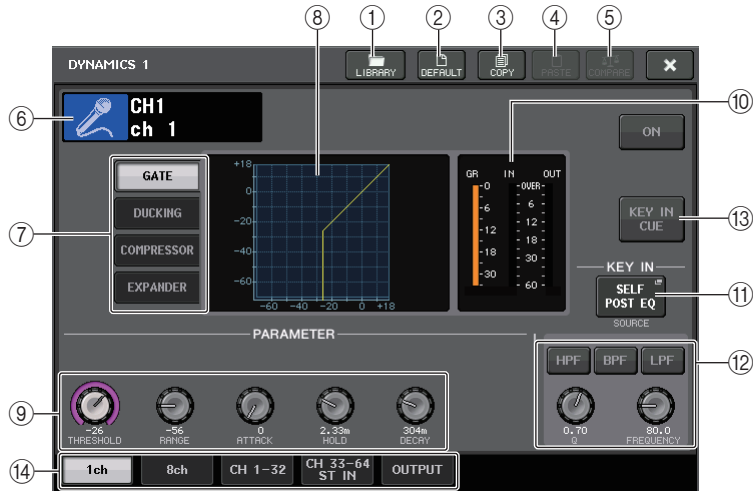 ① ② ③ ④ ⑤
DYNAMICS 1
LIBRARY DEFAULT COPY PASTE COMPARE ×
⑥
CH1
ch 1
⑧
⑩
ON
⑦
GATE
DUCKING
COMPRESSOR
EXPANDER
+18
0
-20
-40
-60
-60 -40 -20 0 +18
GR IN OUT
0 -OVER-
-6 - 6 -
-12 - 12 -
-18 - 18 -
- 30 -
-30
- 60 -
KEY IN
CUE
⑬
KEY IN
SELF
POST EQ
⑪
SOURCE
PARAMETER
HPF BPF LPF
⑫
⑨
-26 -56 0 2.33m 304m
THRESHOLD RANGE ATTACK HOLD DECAY
0.70 80.0
Q FREQUENCY
⑭
1ch 8ch CH 1-32 CH 33-64
ST IN OUTPUT